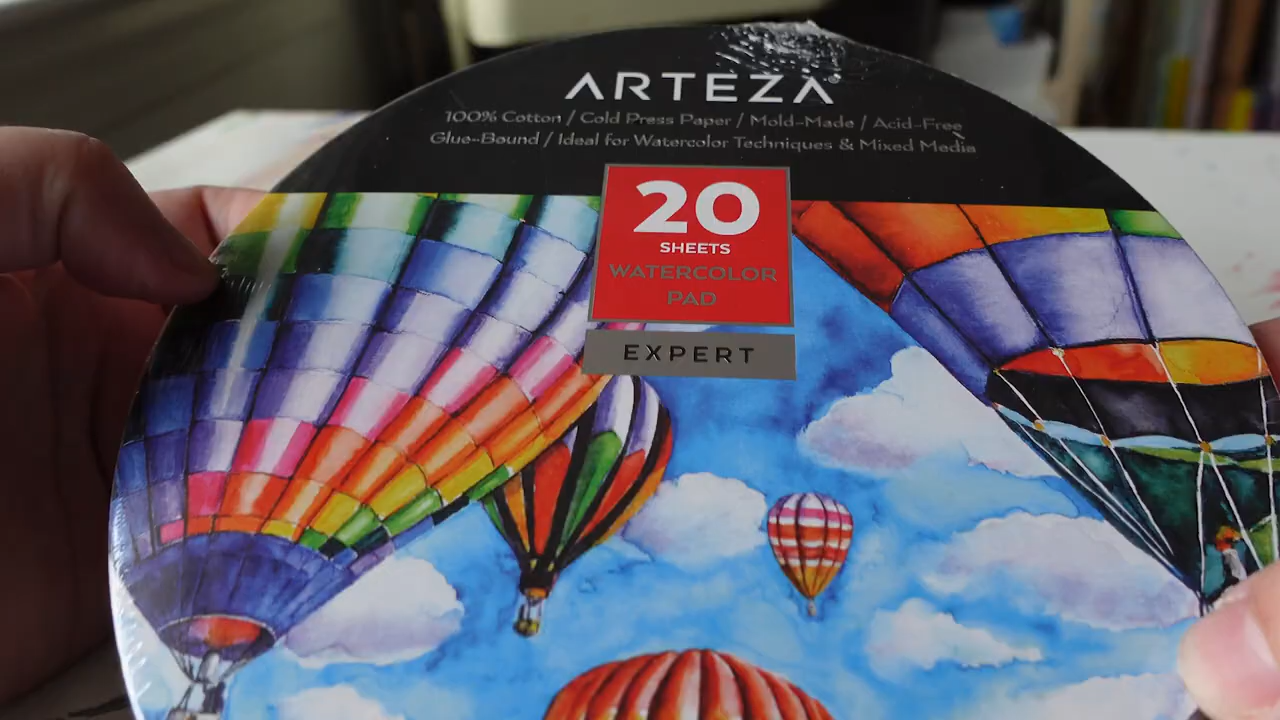 ARTEZA
100% Cotton / Cold Press Paper / Mold-Made / Acid-Free
Glue-Bound / Ideal for Watercolor Techniques & Mixed Media
20
SHEETS
WATERCOLOR
PAD
EXPERT